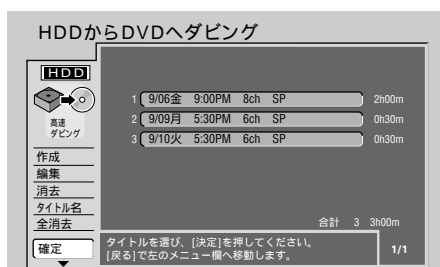 HDDからDVDへダビング
HDD
高速
ダビング
1 9/06金 9:00PM 8ch SP 2h00m
2 9/09月 5:30PM 6ch SP 0h30m
3 9/10火 5:30PM 6ch SP 0h30m
作成
編集
消去
タイトル名
全消去
合計 3 3h00m
確定
タイトルを選び、[決定]を押してください。
[戻る]で左のメニュー欄へ移動します。
1/1